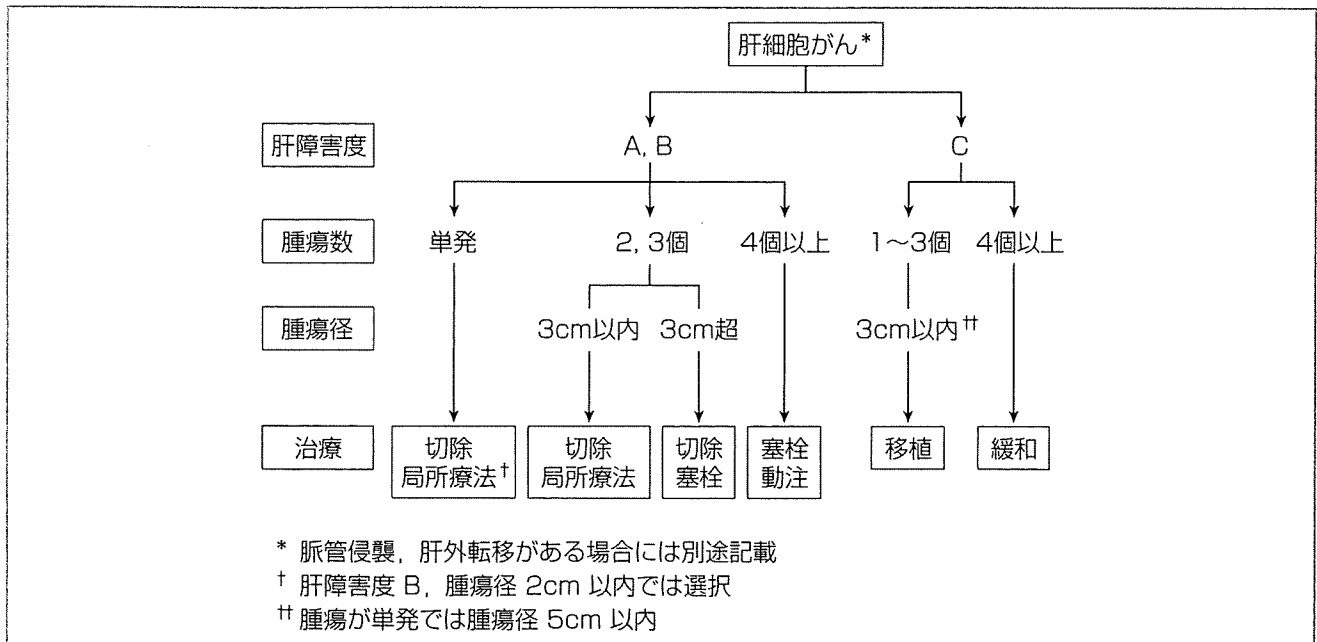 肝細胞がん*
肝障害度 A, B C
腫瘍数 単発 2, 3個 4個以上 1〜3個 4個以上
腫瘍径 3cm以内 3cm超 3cm以内††
治療 切除 切除 切除 塞栓 移植 緩和
局所療法† 局所療法 塞栓 動注
* 脈管侵襲，肝外転移がある場合には別途記載
† 肝障害度 B，腫瘍径 2cm 以内では選択
†† 腫瘍が単発では腫瘍径 5cm 以内